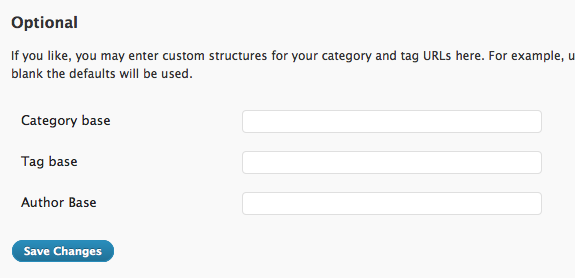 Optional
If you like, you may enter custom structures for your category and tag URLs here. For example, u
blank the defaults will be used.
Category base
Tag base
Author Base
Save Changes